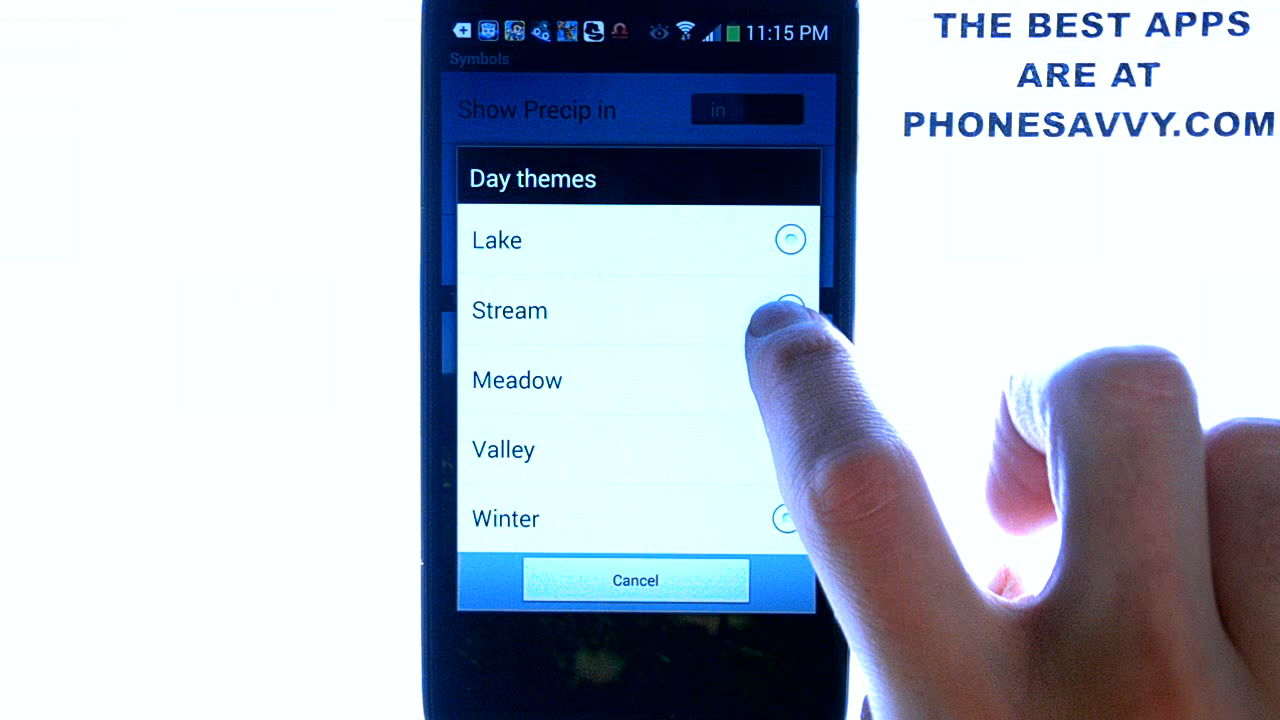 11:15 PM
Symbols
Show Precip in
in
Day themes
Lake
Stream
Meadow
Valley
Winter
Cancel
THE BEST APPS
ARE AT
PHONESAVVY.COM